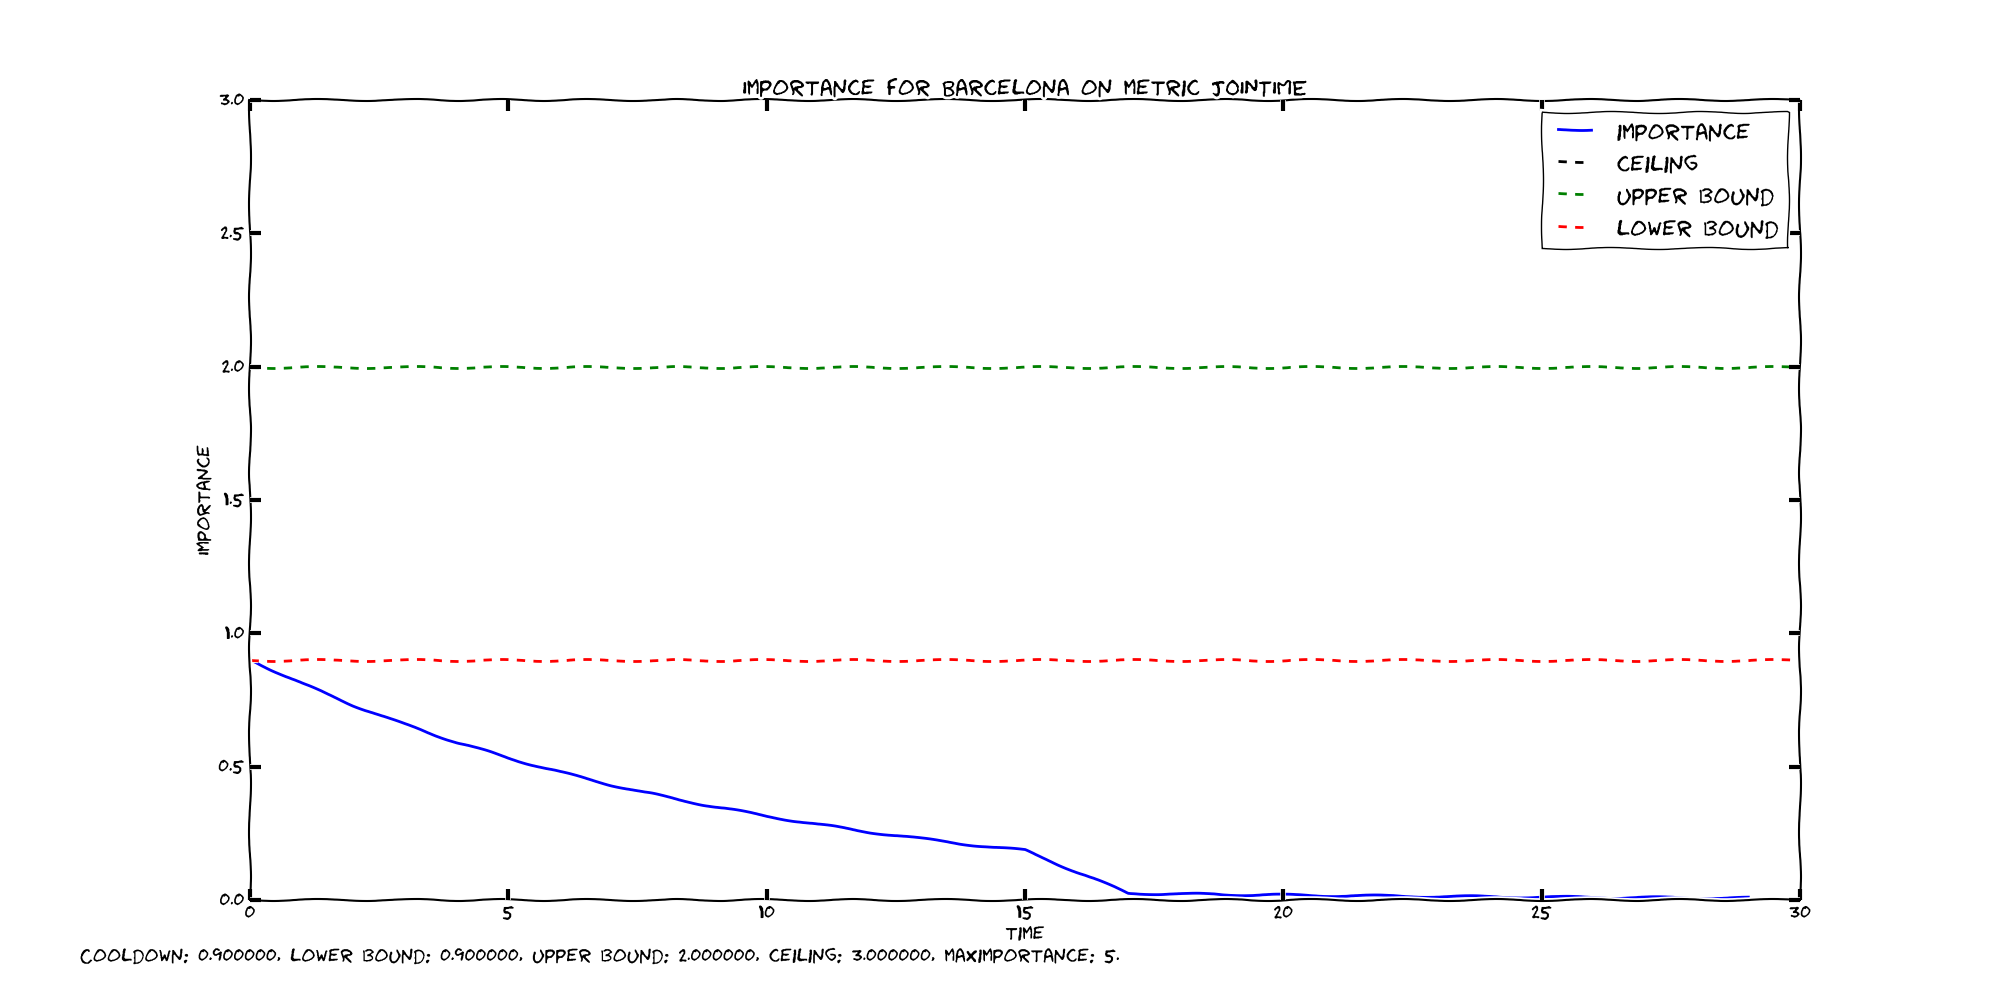 IMPORTANCE FOR BARCELONA ON METRIC JOINTIME
3.0
2.5
2.0
1.5
1.0
0.5
0.0
IMPORTANCE
IMPORTANCE
CEILING
UPPER BOUND
LOWER BOUND
0 5 10 15 20 25 30
TIME
COOLDOWN: 0.900000, LOWER BOUND: 0.900000, UPPER BOUND: 2.000000, CEILING: 3.000000, MAXIMPORTANCE: 5.